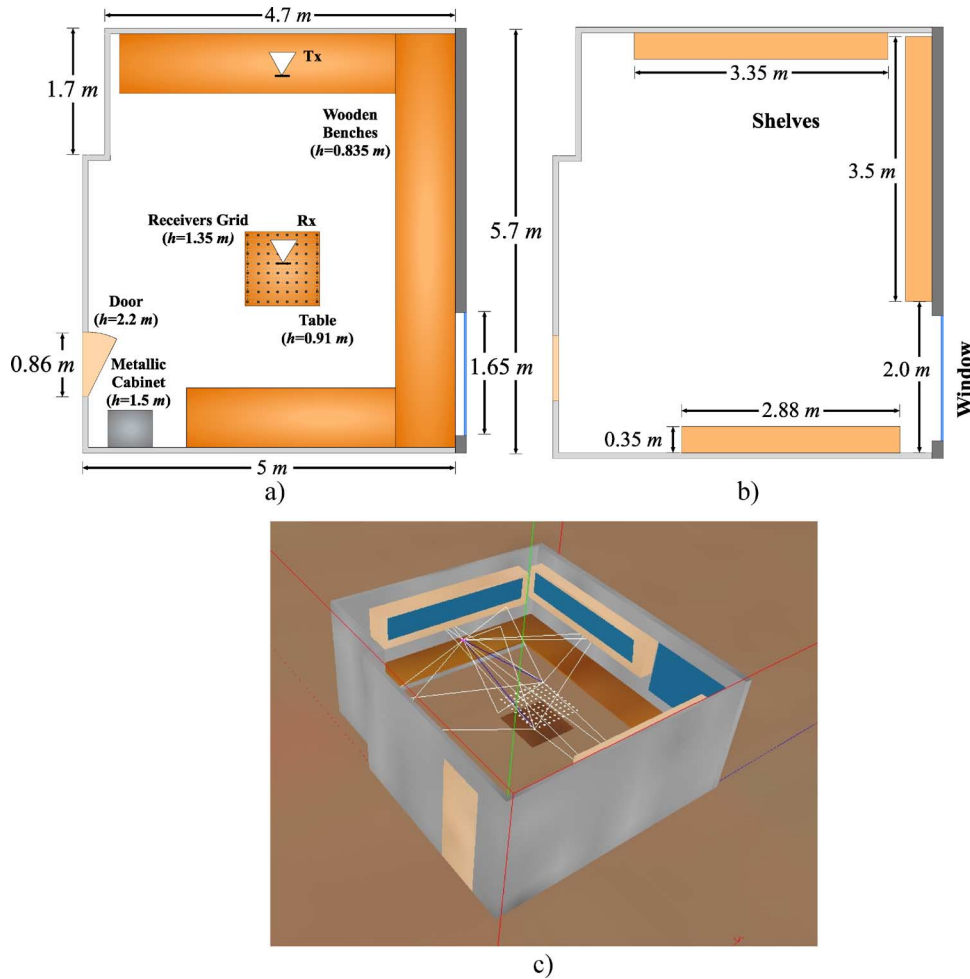 4.7 m
1.7 m
Tx
Wooden
Benches
(h=0.835 m)
Receivers Grid
(h=1.35 m)
Rx
Door
(h=2.2 m)
Table
(h=0.91 m)
0.86 m
Metallic
Cabinet
(h=1.5 m)
1.65 m
5 m
a)
3.35 m
Shelves
3.5 m
5.7 m
2.0 m
Window
2.88 m
0.35 m
b)
c)